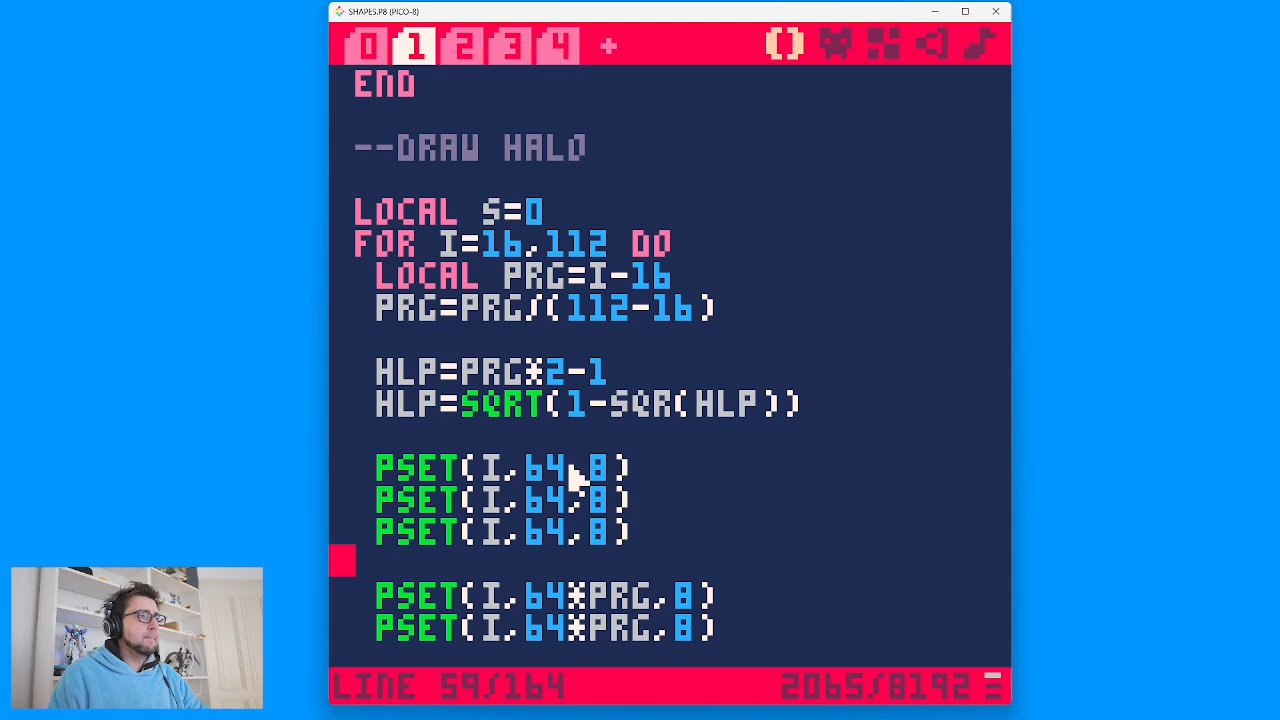 SHAPES.P8 (PICO-8)
0 1 2 3 4 +
END
--DRAW HALO
LOCAL S=0
FOR I=16,112 DO
LOCAL PRG=I-16
PRG=PRG/(112-16)
HLP=PRG*2-1
HLP=SQRT(1-SQR(HLP))
PSET(I,64,8)
PSET(I,64,8)
PSET(I,64,8)
PSET(I,64*PRG,8)
PSET(I,64*PRG,8)
LINE 59/164 2065/8192